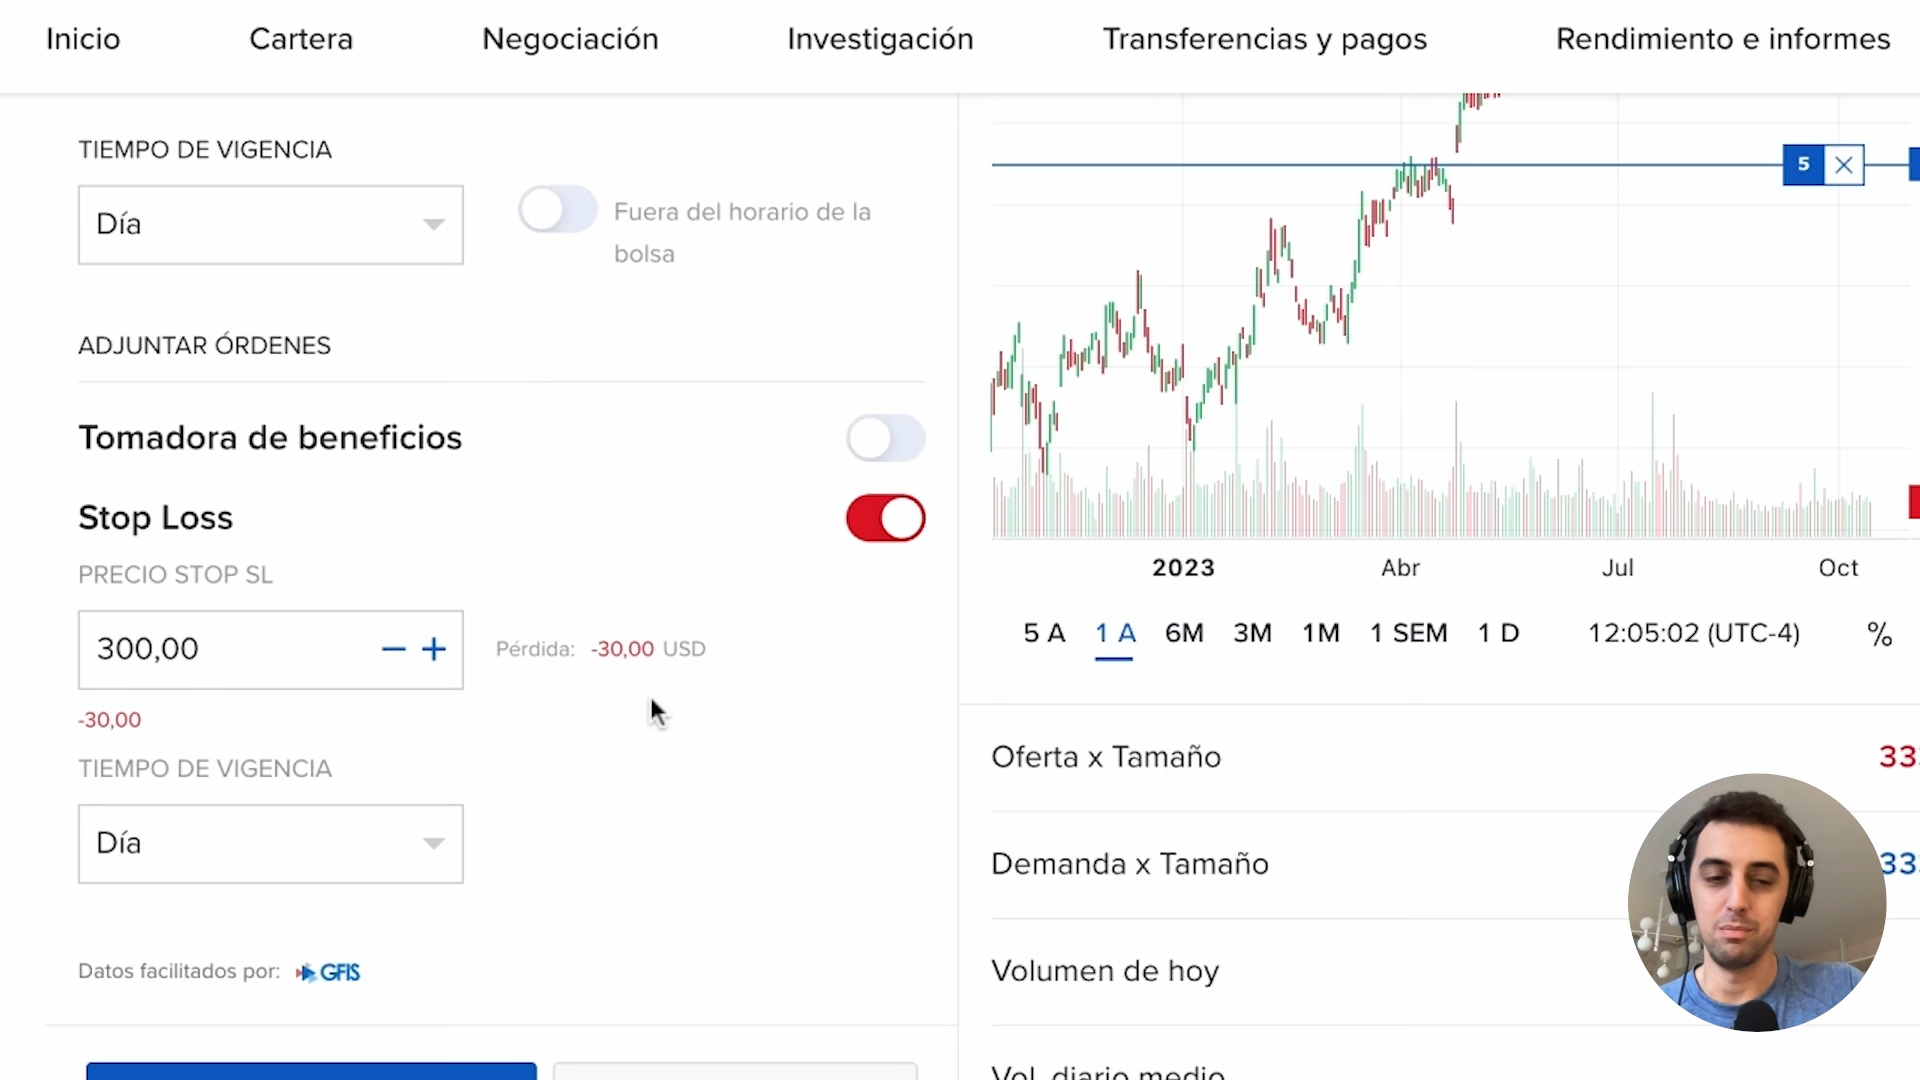 Inicio Cartera Negociación Investigación Transferencias y pagos Rendimiento e informes
TIEMPO DE VIGENCIA
Día
Fuera del horario de la
bolsa
ADJUNTAR ÓRDENES
Tomadora de beneficios
Stop Loss
PRECIO STOP SL
300,00
Pérdida: -30,00 USD
-30,00
TIEMPO DE VIGENCIA
Día
Datos facilitados por: GFIS
5
2023 Abr Jul Oct
5 A 1 A 6M 3M 1M 1 SEM 1 D 12:05:02 (UTC-4) %
Oferta x Tamaño
Demanda x Tamaño
Volumen de hoy
Vol. diario medio